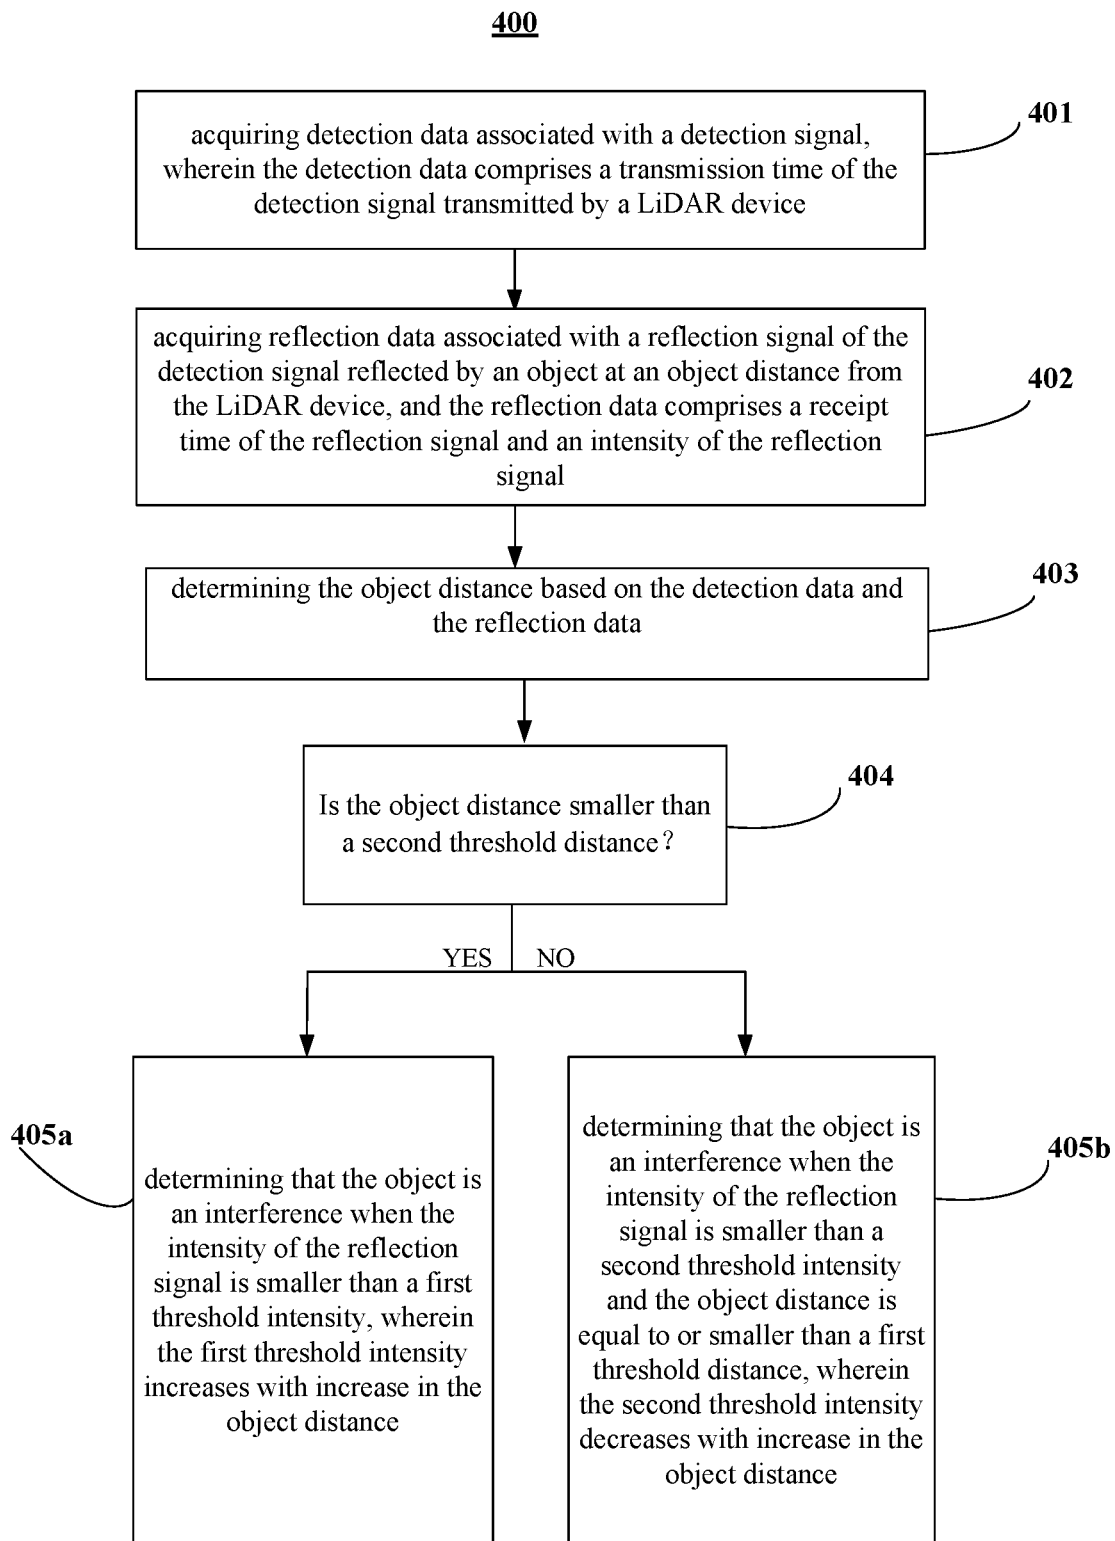 400
acquiring detection data associated with a detection signal,
wherein the detection data comprises a transmission time of the
detection signal transmitted by a LiDAR device
401
acquiring reflection data associated with a reflection signal of the
detection signal reflected by an object at an object distance from
the LiDAR device, and the reflection data comprises a receipt
time of the reflection signal and an intensity of the reflection
signal
402
determining the object distance based on the detection data and
the reflection data
403
Is the object distance smaller than
a second threshold distance?
404
YES
NO
405a
determining that the object is
an interference when the
intensity of the reflection
signal is smaller than a first
threshold intensity, wherein
the first threshold intensity
increases with increase in the
object distance
determining that the object is
an interference when the
intensity of the reflection
signal is smaller than a
second threshold intensity
and the object distance is
equal to or smaller than a first
threshold distance, wherein
the second threshold intensity
decreases with increase in the
object distance
405b